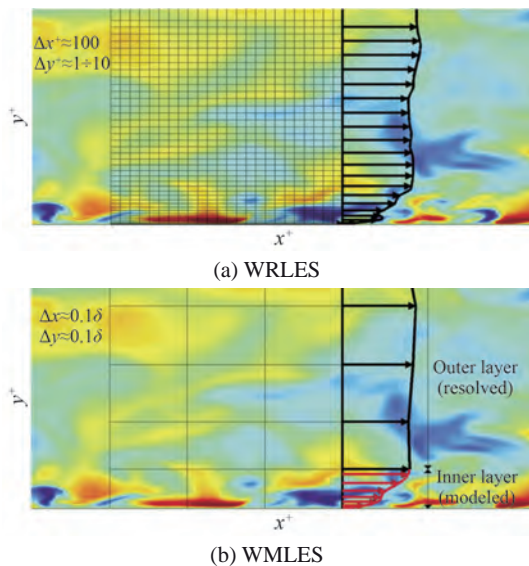 Δx⁺≈100
Δy⁺≈1÷10
y⁺
x⁺
(a) WRLES
Δx≈0.1δ
Δy≈0.1δ
Outer layer
(resolved)
y⁺
Inner layer
(modeled)
x⁺
(b) WMLES